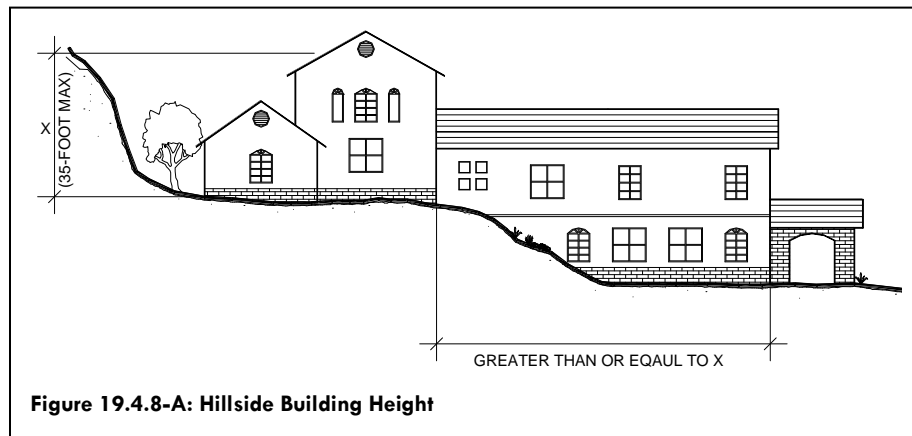 X
(35-FOOT MAX)
GREATER THAN OR EQAUL TO X
Figure 19.4.8-A: Hillside Building Height